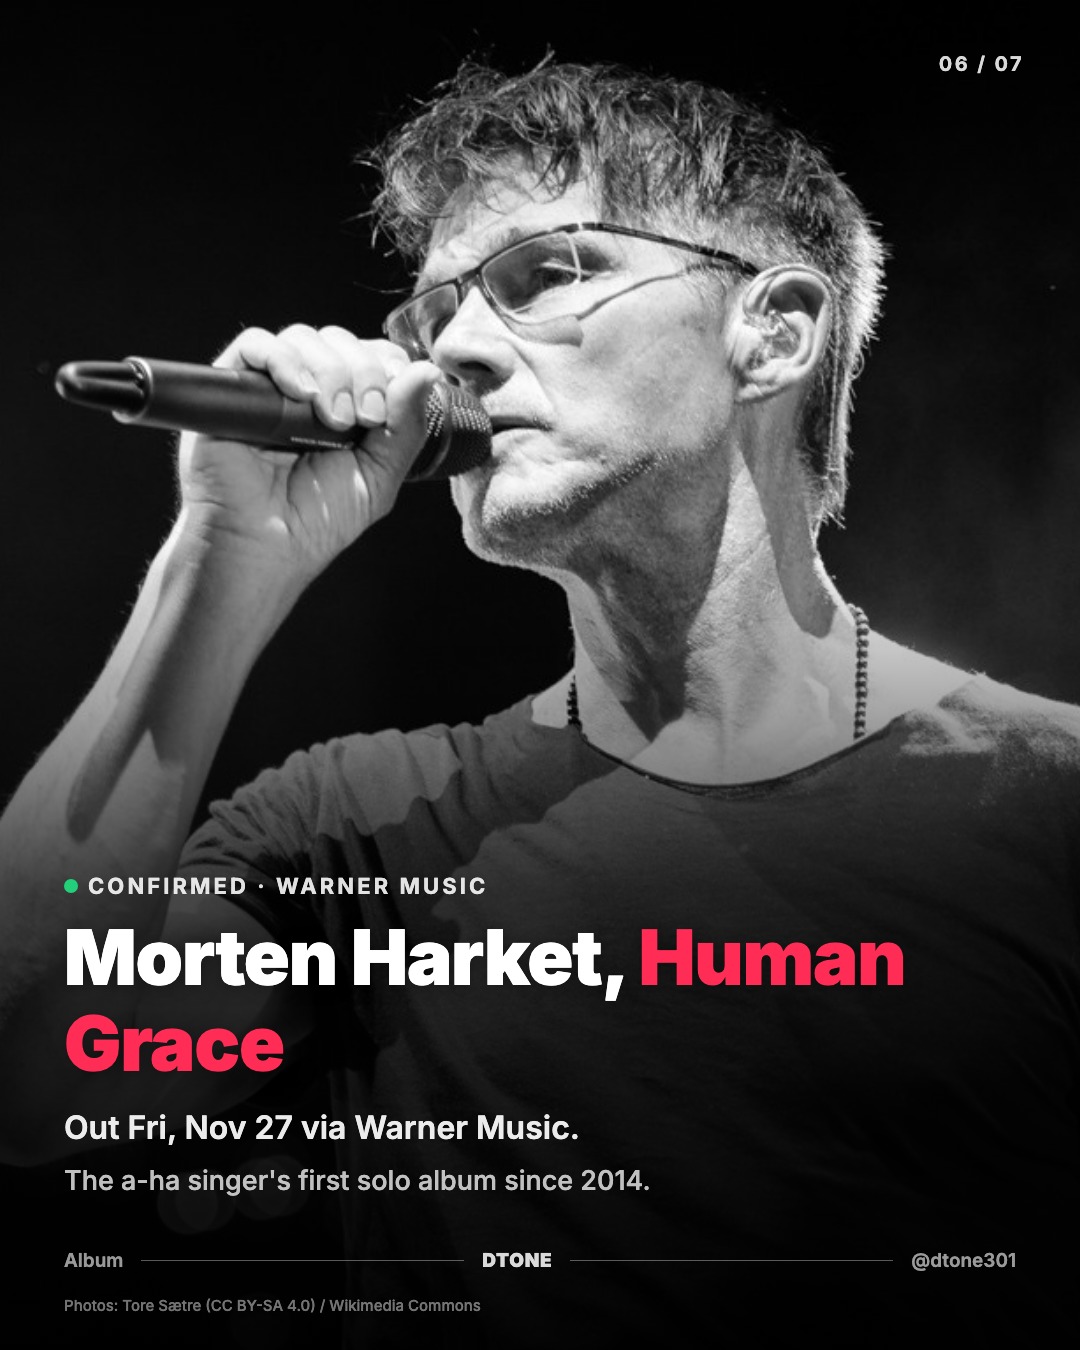 06 / 07
CONFIRMED · WARNER MUSIC
Morten Harket, Human
Grace
Out Fri, Nov 27 via Warner Music.
The a-ha singer's first solo album since 2014.
Album DTONE @dtone301
Photos: Tore Sætre (CC BY-SA 4.0) / Wikimedia Commons